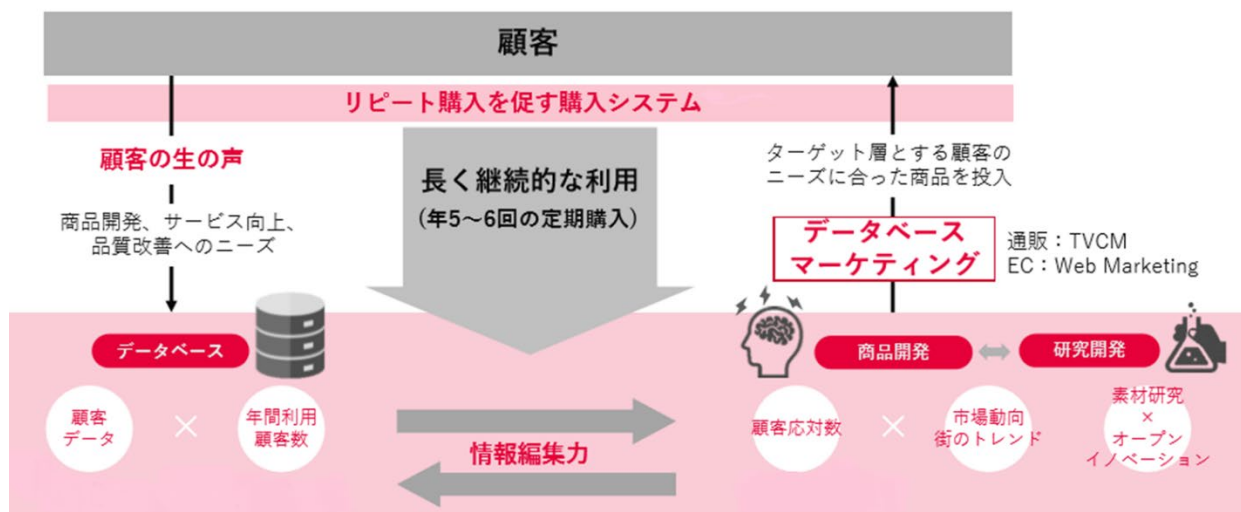 顧客
リピート購入を促す購入システム
顧客の生の声
商品開発、サービス向上、
品質改善へのニーズ
長く継続的な利用
(年5～6回の定期購入)
ターゲット層とする顧客の
ニーズに合った商品を投入
データベース
マーケティング
通販：TVCM
EC：Web Marketing
データベース
顧客
データ
×
年間利用
顧客数
情報編集力
商品開発
研究開発
顧客応対数
×
市場動向
街のトレンド
素材研究
×
オープン
イノベーション